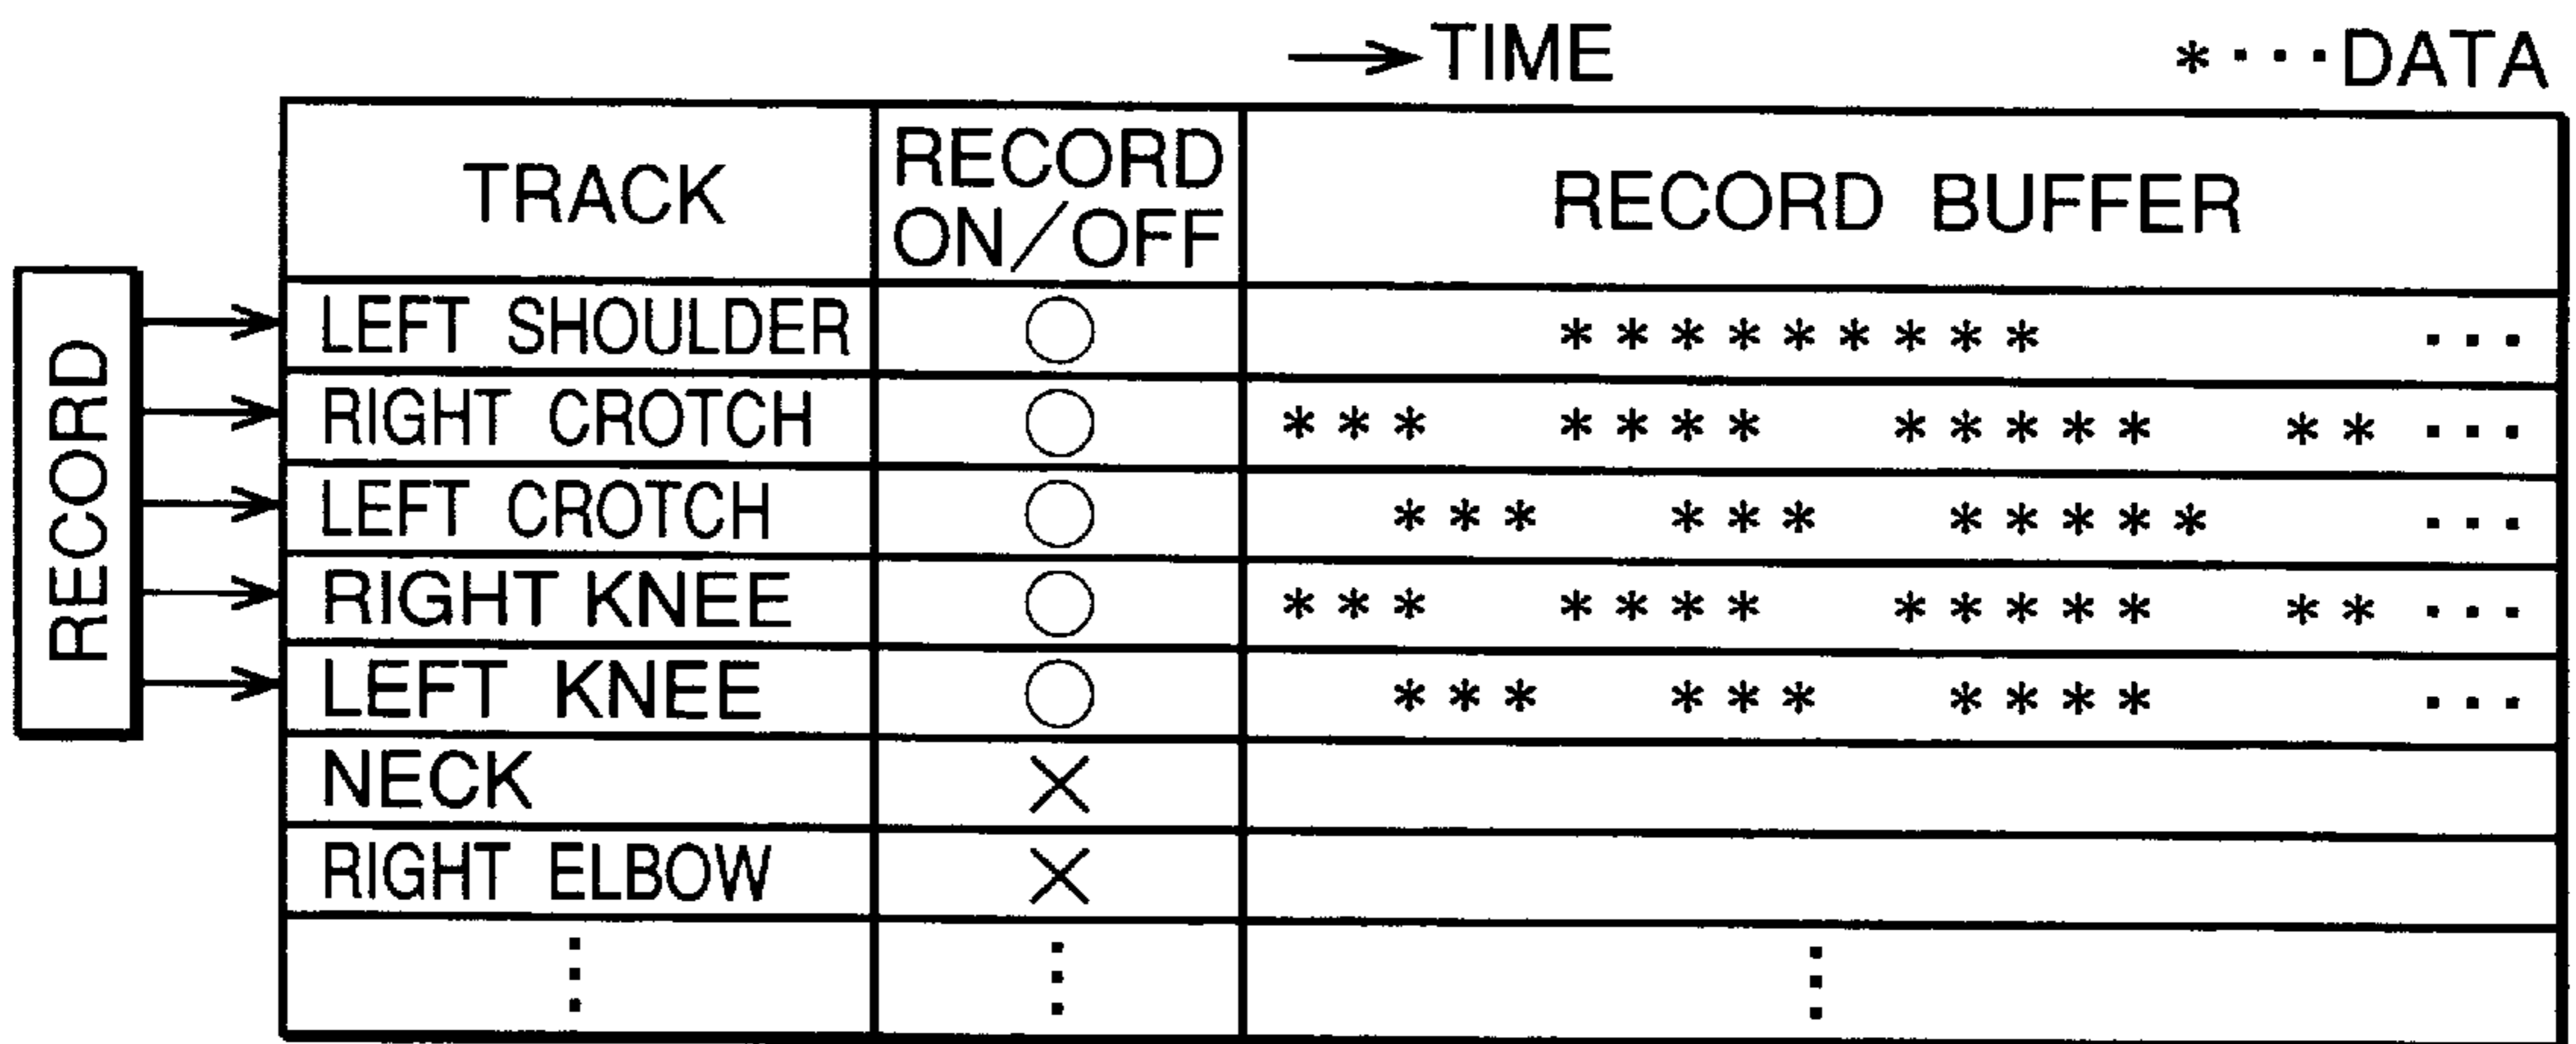 →TIME *···DATA
TRACK RECORD ON/OFF RECORD BUFFER
RECORD
LEFT SHOULDER ○ * * * * * * * * * ···
RIGHT CROTCH ○ * * * * * * * * * * * * * * ···
LEFT CROTCH ○ * * * * * * * * * * * ···
RIGHT KNEE ○ * * * * * * * * * * * * * * ···
LEFT KNEE ○ * * * * * * * * * * ···
NECK ×
RIGHT ELBOW ×